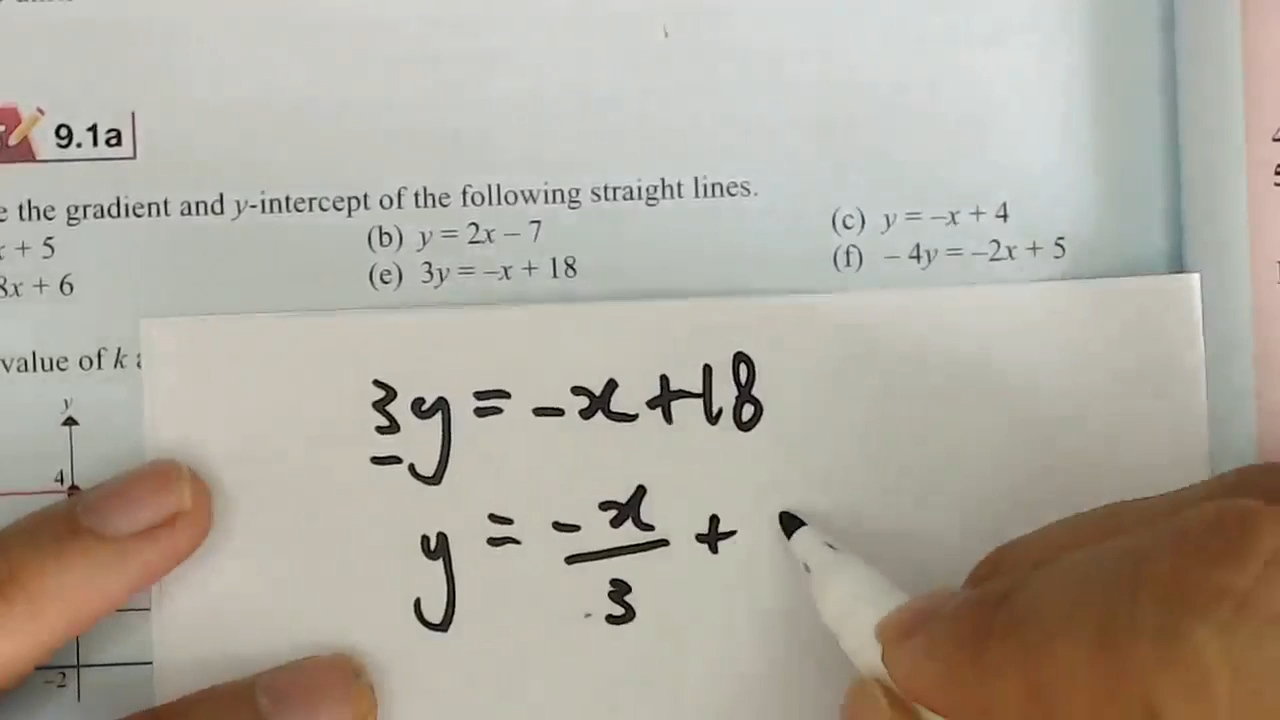 9.1a
the gradient and y-intercept of the following straight lines.
+ 5 (b) y = 2x – 7 (c) y = –x + 4
x + 6 (e) 3y = –x + 18 (f) – 4y = –2x + 5
value of k
y
4
–2
3y = -x + 18
y = -x/3 +